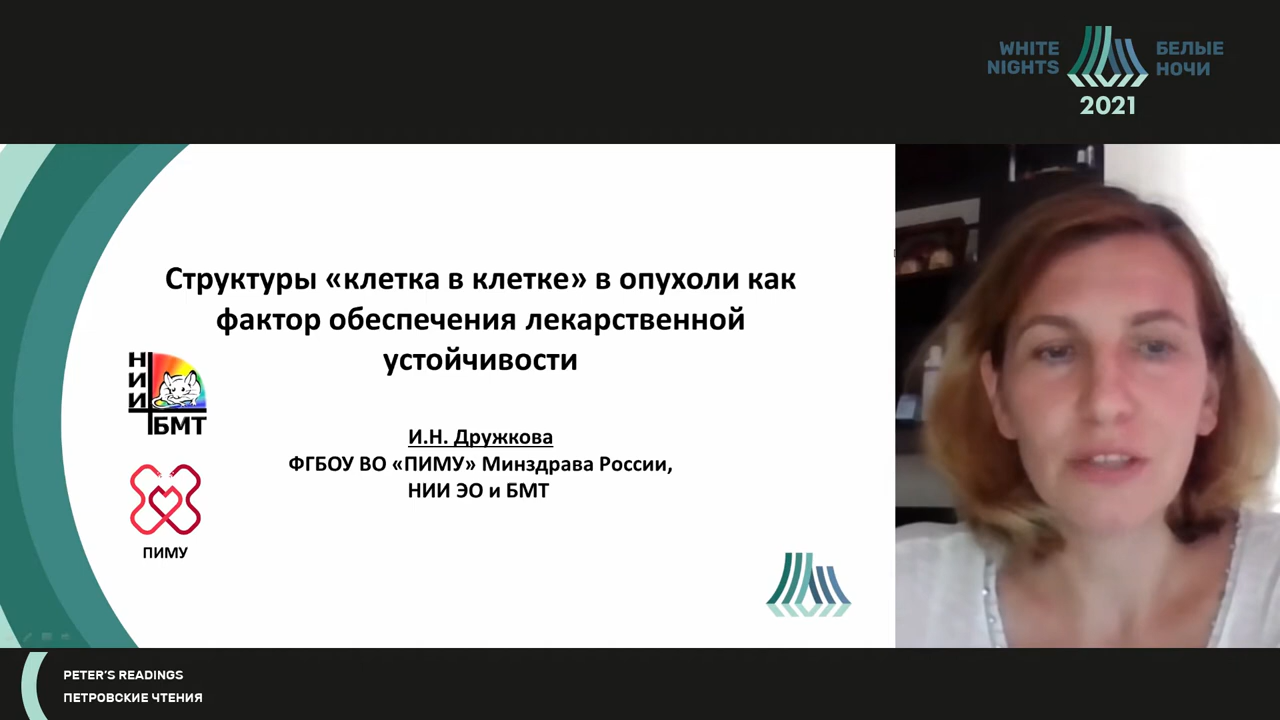 WHITE NIGHTS
БЕЛЫЕ НОЧИ
2021
Структуры «клетка в клетке» в опухоли как
фактор обеспечения лекарственной
устойчивости
НИИ
БМТ
И.Н. Дружкова
ФГБОУ ВО «ПИМУ» Минздрава России,
НИИ ЭО и БМТ
ПИМУ
PETER'S READINGS
ПЕТРОВСКИЕ ЧТЕНИЯ